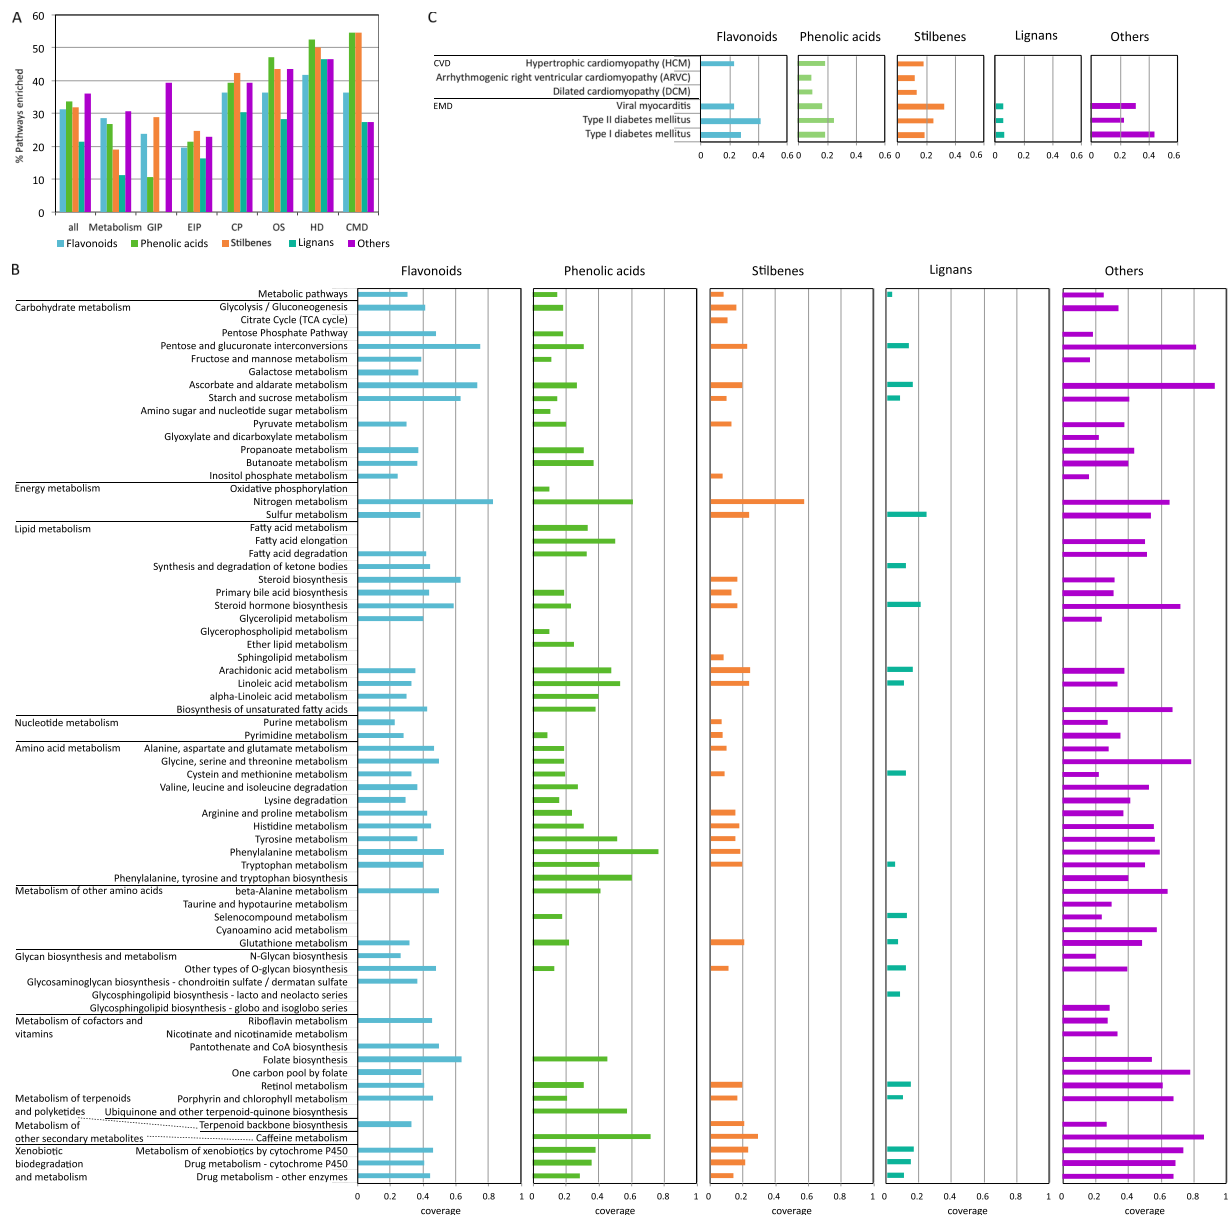 A
60
50
40
30
20
10
0
% Pathways enriched
all Metabolism GIP EIP CP OS HD CMD
Flavonoids Phenolic acids Stilbenes Lignans Others
C
Flavonoids Phenolic acids Stilbenes Lignans Others
CVD Hypertrophic cardiomyopathy (HCM)
Arrhythmogenic right ventricular cardiomyopathy (ARVC)
Dilated cardiomyopathy (DCM)
EMD Viral myocarditis
Type II diabetes mellitus
Type I diabetes mellitus
0 0.2 0.4 0.6 0 0.2 0.4 0.6 0 0.2 0.4 0.6 0 0.2 0.4 0.6 0 0.2 0.4 0.6
B
Flavonoids Phenolic acids Stilbenes Lignans Others
Metabolic pathways
Carbohydrate metabolism Glycolysis / Gluconeogenesis
Citrate Cycle (TCA cycle)
Pentose Phosphate Pathway
Pentose and glucuronate interconversions
Fructose and mannose metabolism
Galactose metabolism
Ascorbate and aldarate metabolism
Starch and sucrose metabolism
Amino sugar and nucleotide sugar metabolism
Pyruvate metabolism
Glyoxylate and dicarboxylate metabolism
Propanoate metabolism
Butanoate metabolism
Inositol phosphate metabolism
Energy metabolism Oxidative phosphorylation
Nitrogen metabolism
Sulfur metabolism
Lipid metabolism Fatty acid metabolism
Fatty acid elongation
Fatty acid degradation
Synthesis and degradation of ketone bodies
Steroid biosynthesis
Primary bile acid biosynthesis
Steroid hormone biosynthesis
Glycerolipid metabolism
Glycerophospholipid metabolism
Ether lipid metabolism
Sphingolipid metabolism
Arachidonic acid metabolism
Linoleic acid metabolism
alpha-Linoleic acid metabolism
Biosynthesis of unsaturated fatty acids
Nucleotide metabolism Purine metabolism
Pyrimidine metabolism
Amino acid metabolism Alanine, aspartate and glutamate metabolism
Glycine, serine and threonine metabolism
Cystein and methionine metabolism
Valine, leucine and isoleucine degradation
Lysine degradation
Arginine and proline metabolism
Histidine metabolism
Tyrosine metabolism
Phenylalanine metabolism
Tryptophan metabolism
Phenylalanine, tyrosine and tryptophan biosynthesis
Metabolism of other amino acids beta-Alanine metabolism
Taurine and hypotaurine metabolism
Selenocompound metabolism
Cyanoamino acid metabolism
Glutathione metabolism
Glycan biosynthesis and metabolism N-Glycan biosynthesis
Other types of O-glycan biosynthesis
Glycosaminoglycan biosynthesis - chondroitin sulfate / dermatan sulfate
Glycosphingolipid biosynthesis - lacto and neolacto series
Glycosphingolipid biosynthesis - globo and isoglobo series
Metabolism of cofactors and Riboflavin metabolism
vitamins Nicotinate and nicotinamide metabolism
Pantothenate and CoA biosynthesis
Folate biosynthesis
One carbon pool by folate
Retinol metabolism
Metabolism of terpenoids Porphyrin and chlorophyll metabolism
and polyketides Ubiquinone and other terpenoid-quinone biosynthesis
Metabolism of Terpenoid backbone biosynthesis
other secondary metabolites Caffeine metabolism
Xenobiotic Metabolism of xenobiotics by cytochrome P450
biodegradation Drug metabolism - cytochrome P450
and metabolism Drug metabolism - other enzymes
0 0.2 0.4 0.6 0.8 1 0 0.2 0.4 0.6 0.8 1 0 0.2 0.4 0.6 0.8 1 0 0.2 0.4 0.6 0.8 1 0 0.2 0.4 0.6 0.8 1
coverage coverage coverage coverage coverage